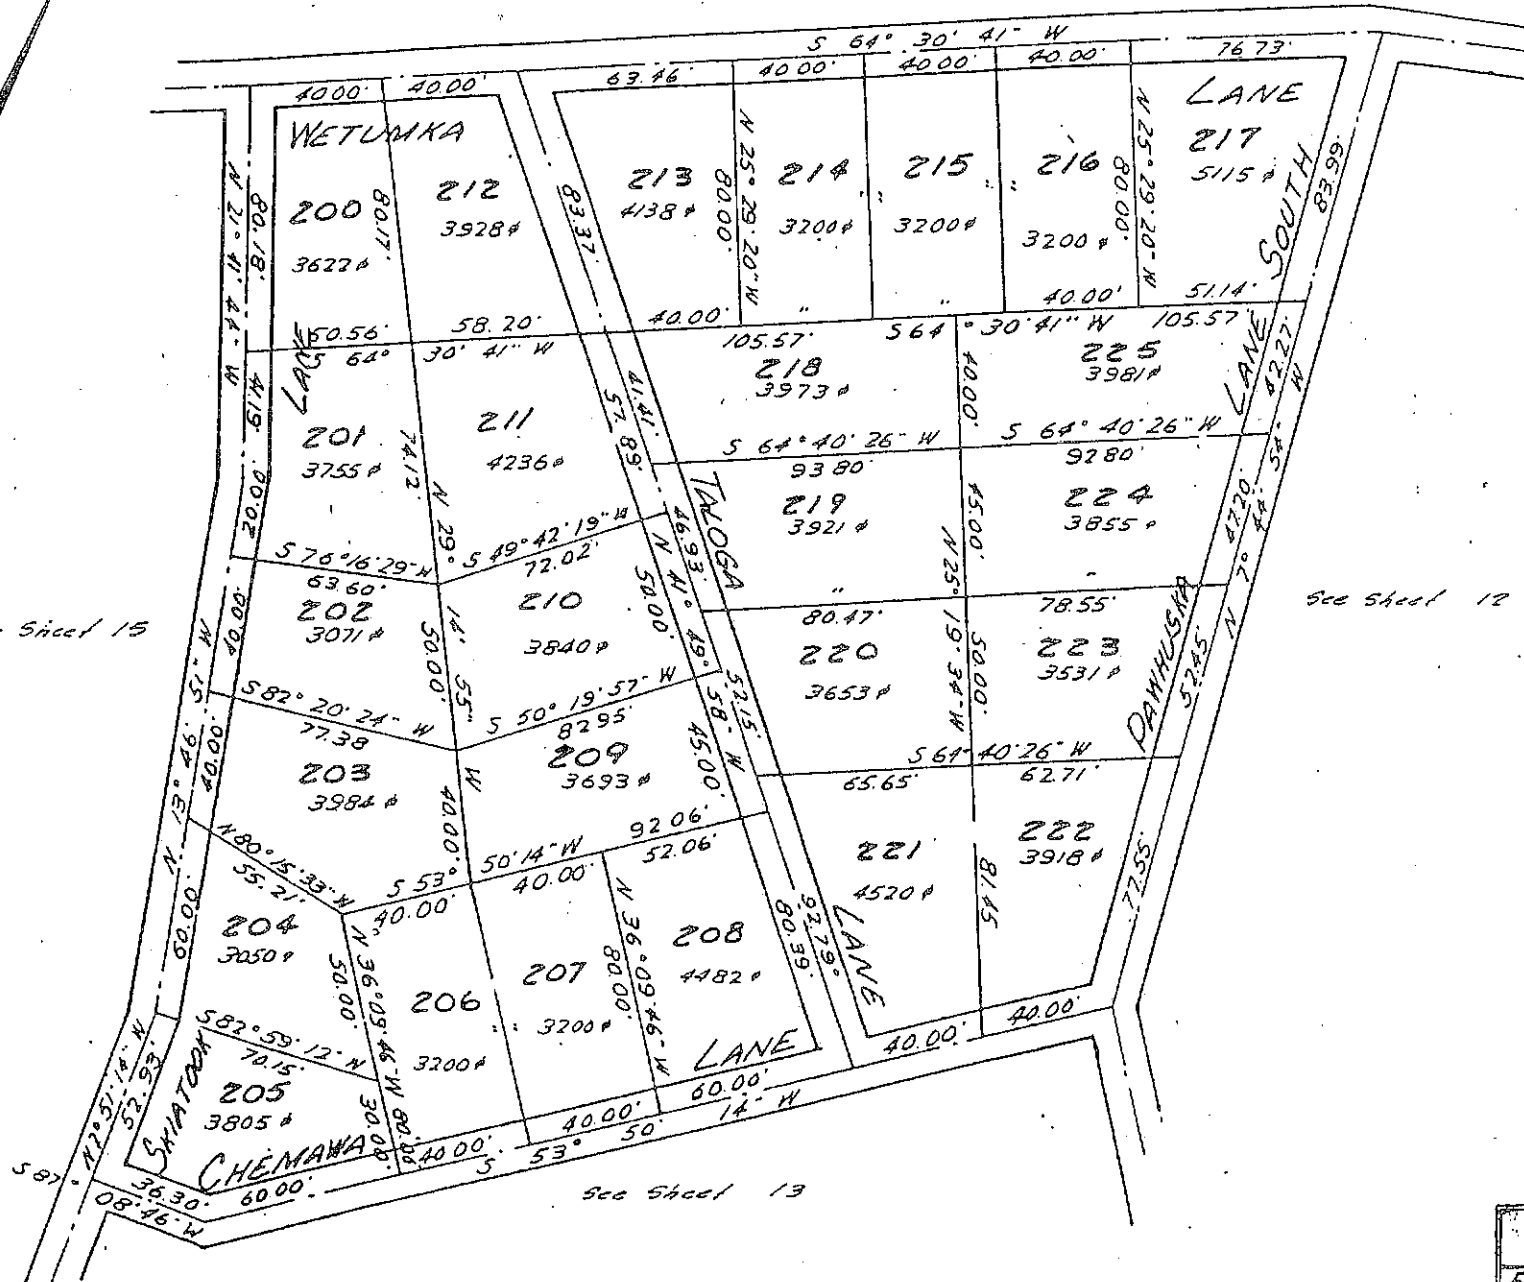 S 64° 30' 41" W
40.00' 40.00' 63.46' 40.00' 40.00' 40.00' 76.73'
WETUMKA LANE
N 21° 41' 44" W
80.18'
200
3622⌀
80.17'
212
3928⌀
83.37'
213
4138⌀
80.00'
N 25° 29' 20" W
214
3200⌀
"
"
215
3200⌀
"
"
216
3200⌀
80.00'
N 25° 29' 20" W
217
5115⌀
SOUTH
83.99'
50.56' 58.20' 40.00' " " 40.00' 51.14'
S 64° 30' 41" W
105.57' S 64° 30' 41" W 105.57'
LANE
41.19'
20.00'
201
3755⌀
74.12'
211
4236⌀
57.89'
41.41'
218
3973⌀
40.00'
225
3981⌀
LANE
42.27'
S 64° 40' 26" W
93.80'
S 64° 40' 26" W
92.80'
TALOGA
46.93'
219
3921⌀
45.00'
224
3855⌀
47.20'
N 7° 44' 54" W
S 76° 16' 29" W
63.60'
S 49° 42' 19" W
72.02'
N 29° 14' 55" W
"
80.47'
"
78.55'
See Sheet 12
Sheet 15
40.00'
202
3071⌀
50.00'
210
3840⌀
50.00'
N 41° 49' 58" W
52.15'
220
3653⌀
N 25° 19' 34" W
50.00'
223
3531⌀
PAWHUSKA
52.45'
S 82° 20' 24" W
77.38
S 50° 19' 57" W
82.95'
S 64° 40' 26" W
65.65' 62.71'
N 13° 46' 51" W
40.00'
203
3984⌀
40.00'
209
3693⌀
45.00'
221
4520⌀
81.45
222
3918⌀
77.55'
N 80° 15' 33" W
55.21'
S 53° 50' 14" W
92.06'
40.00' 40.00' 52.06'
60.00'
204
3050⌀
50.00'
N 36° 09' 46" W
80.00
206
3200⌀
"
"
207
3200⌀
80.00'
N 36° 09' 46" W
208
4482⌀
80.39'
92.79'
LANE
S 82° 59' 12" W
70.15'
N 2° 51' 14" W
52.93'
SKIATOOK
205
3805⌀
30.00'
CHEMAWA LANE
S 87° 08' 46" W
36.30'
60.00' 40.00' 40.00' 60.00' 40.00' 40.00'
S 53° 50' 14" W
See Sheet 13